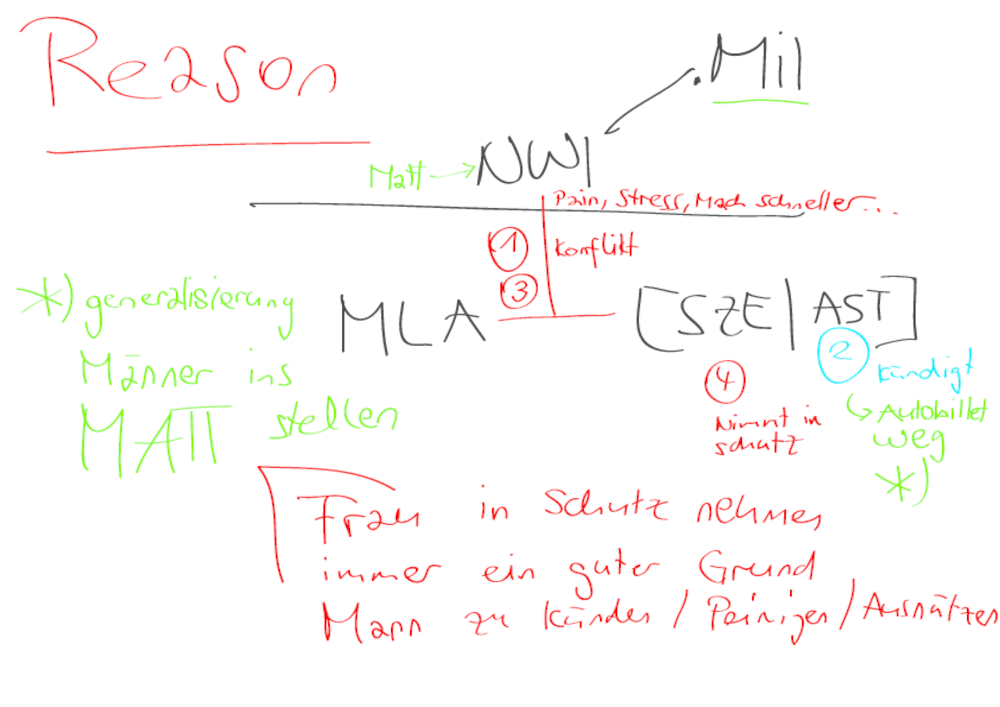 Reason
.Mil
Matt → NWI
Pain, Stress, Mach schneller...
1 Konflikt
3
*) generalisierung
Männer ins
MATT stellen
MLA
[SZE | AST]
2 kündigt
↳ Autobillet
weg
*)
4
Nimmt in
schutz
Frau in Schutz nehmen
immer ein guter Grund
Mann zu künden / Peinigen / Ausnützen